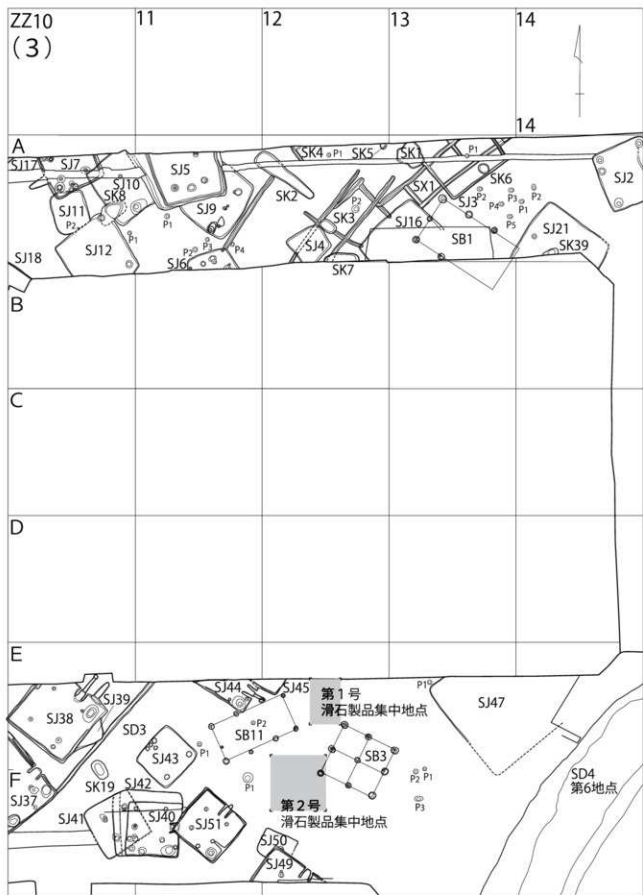 ZZ10
11
12
13
14
(3)
14
A
SJ17
SJ7
SJ10
SK8
SJ11
P2
SJ12
SJ18
P1
SJ5
SJ9
P1
P2
P3
P4
SJ6
SK2
SK4
P1
SK5
SK1
P1
SK3
P2
SJ4
SK7
SX1
SK6
SJ3
SJ16
SB1
P2
P3
P2
P4
P1
P5
SJ2
SJ21
SK39
B
C
D
E
SJ39
SJ38
SD3
SJ44
SJ45
第1号
滑石製品集中地点
P1
SJ47
P2
SB11
SJ43
P1
SB3
F
SK19
SJ42
P1
P2
P1
P3
SD4
第6地点
SJ37
SJ41
SJ40
SJ51
第2号
滑石製品集中地点
SJ50
SJ49